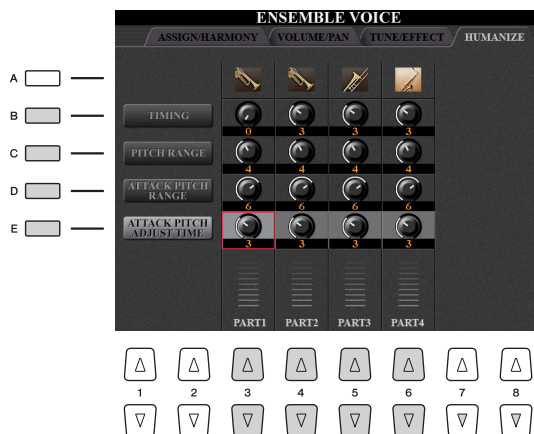 ENSEMBLE VOICE
ASSIGN/HARMONY VOLUME/PAN TUNE/EFFECT HUMANIZE
A
B TIMING 0 3 3 3
C PITCH RANGE 4 4 4 4
D ATTACK PITCH RANGE 6 6 6 6
E ATTACK PITCH ADJUST TIME 3 3 3 3
PART1 PART2 PART3 PART4
1 2 3 4 5 6 7 8